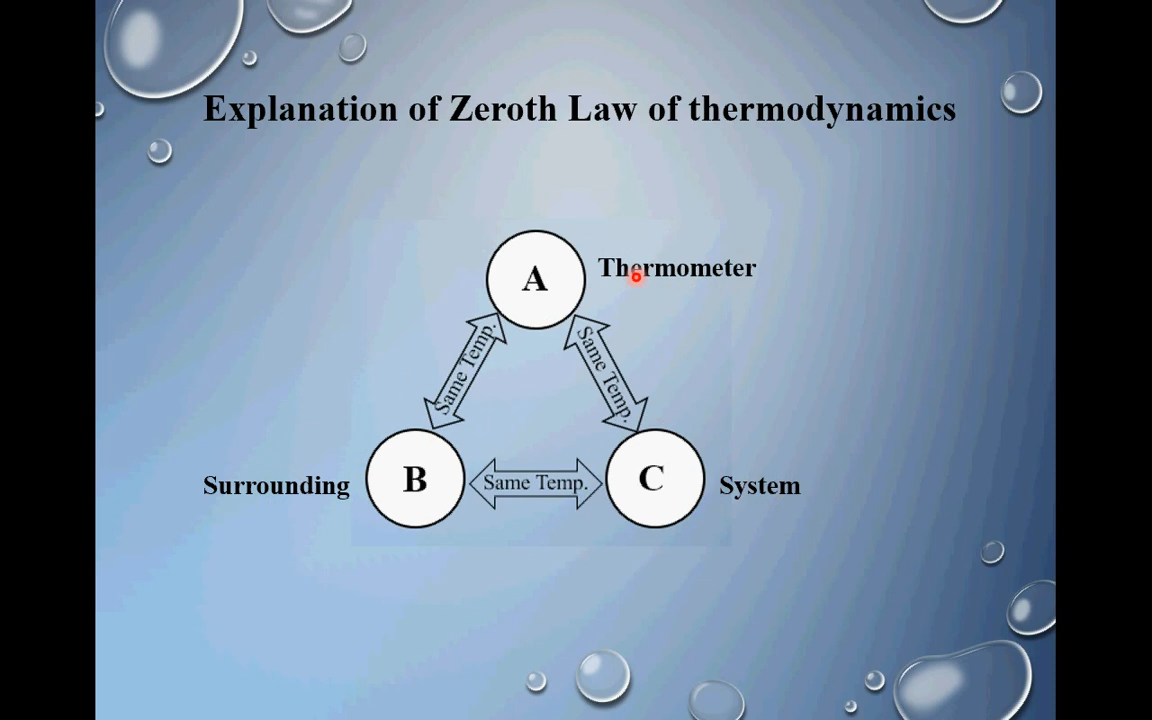 Explanation of Zeroth Law of thermodynamics
A
Thermometer
Same Temp.
Same Temp.
Surrounding
B
Same Temp.
C
System